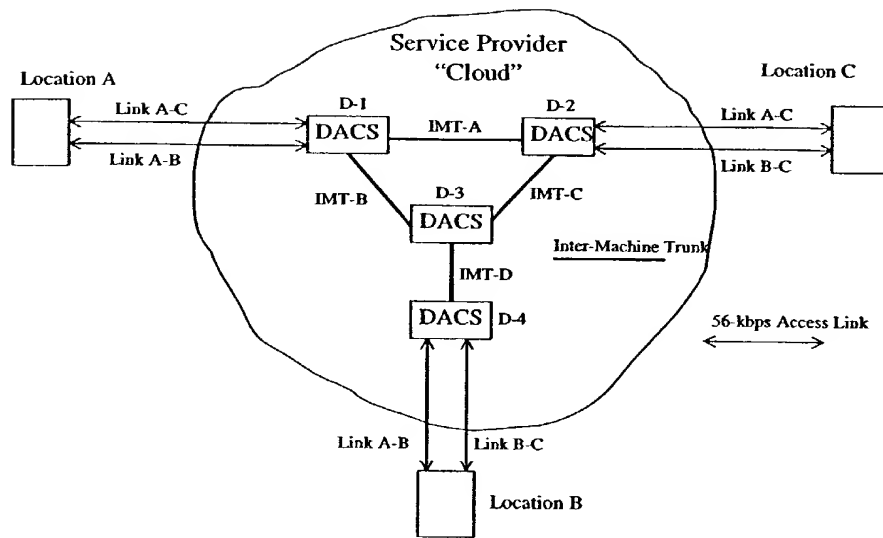 Service Provider
“Cloud”
Location A
Location C
D-1
D-2
Link A-C
DACS
IMT-A
DACS
Link A-C
Link A-B
Link B-C
D-3
IMT-B
DACS
IMT-C
Inter-Machine Trunk
IMT-D
DACS
D-4
56-kbps Access Link
Link A-B
Link B-C
Location B